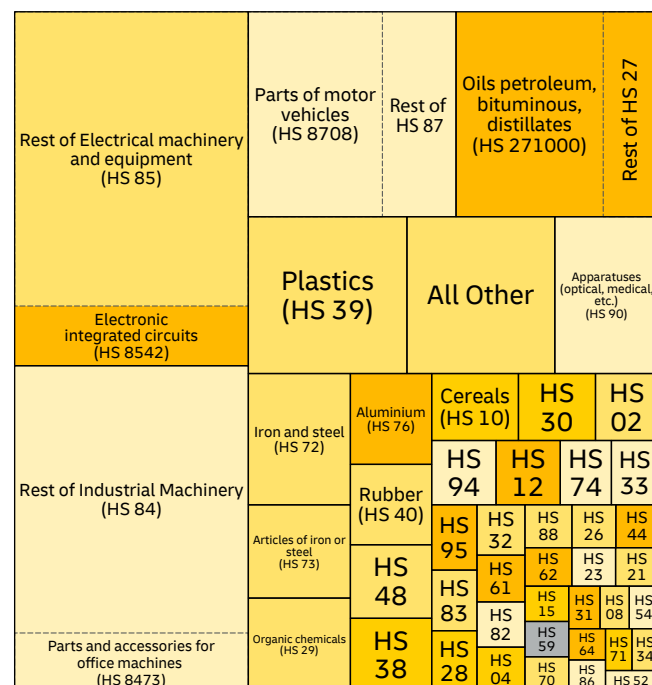 Rest of Electrical machinery
and equipment
(HS 85)
Electronic
integrated circuits
(HS 8542)
Rest of Industrial Machinery
(HS 84)
Parts and accessories for
office machines
(HS 8473)
Parts of motor
vehicles
(HS 8708)
Rest of
HS 87
Oils petroleum,
bituminous,
distillates
(HS 271000)
Rest of HS 27
Plastics
(HS 39)
All Other
Apparatuses
(optical, medical,
etc.)
(HS 90)
Iron and steel
(HS 72)
Articles of iron or
steel
(HS 73)
Organic chemicals
(HS 29)
Aluminium
(HS 76)
Rubber
(HS 40)
HS
48
HS
38
Cereals
(HS 10)
HS
30
HS
02
HS
94
HS
12
HS
74
HS
33
HS
95
HS
83
HS
28
HS
32
HS
61
HS
82
HS
04
HS
88
HS
26
HS
44
HS
62
HS
23
HS
21
HS
15
HS
31
HS
08
HS
54
HS
59
HS
64
HS
71
HS
34
HS
70
HS
86
HS 52